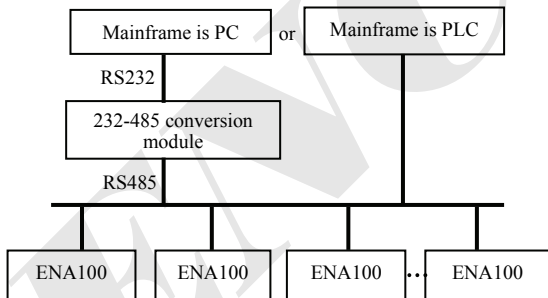 Mainframe is PC or Mainframe is PLC
RS232
232-485 conversion
module
RS485
ENA100 ENA100 ENA100 ... ENA100